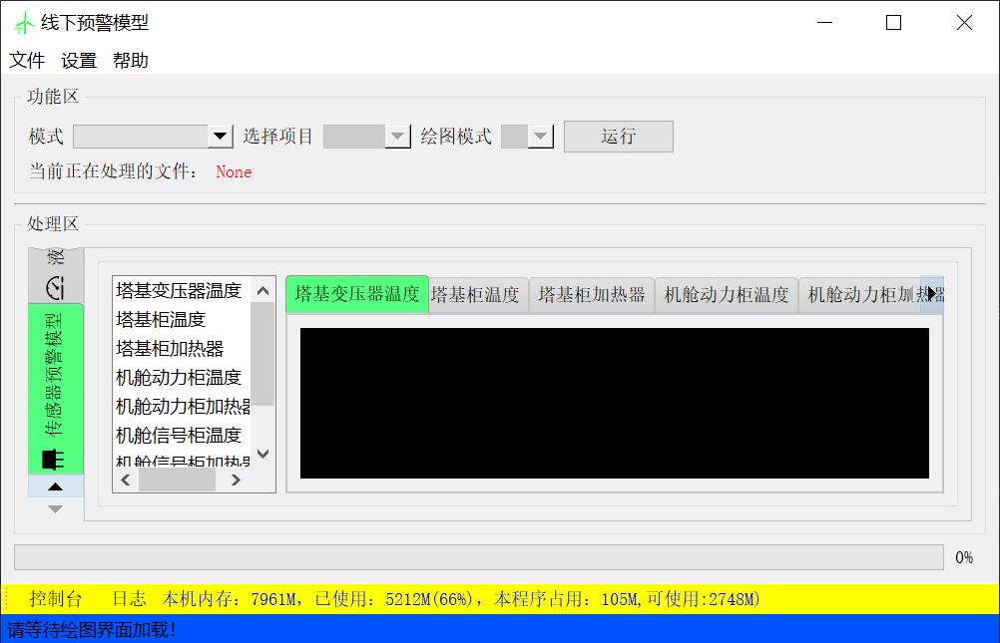 线下预警模型
文件 设置 帮助
功能区
模式 选择项目 绘图模式 运行
当前正在处理的文件： None
处理区
液
传感器预警模型
塔基变压器温度
塔基柜温度
塔基柜加热器
机舱动力柜温度
机舱动力柜加热器
机舱信号柜温度
机舱信号柜加热器
塔基变压器温度 塔基柜温度 塔基柜加热器 机舱动力柜温度 机舱动力柜加热器
0%
控制台 日志 本机内存：7961M，已使用：5212M(66%)，本程序占用：105M,可使用:2748M)
请等待绘图界面加载！